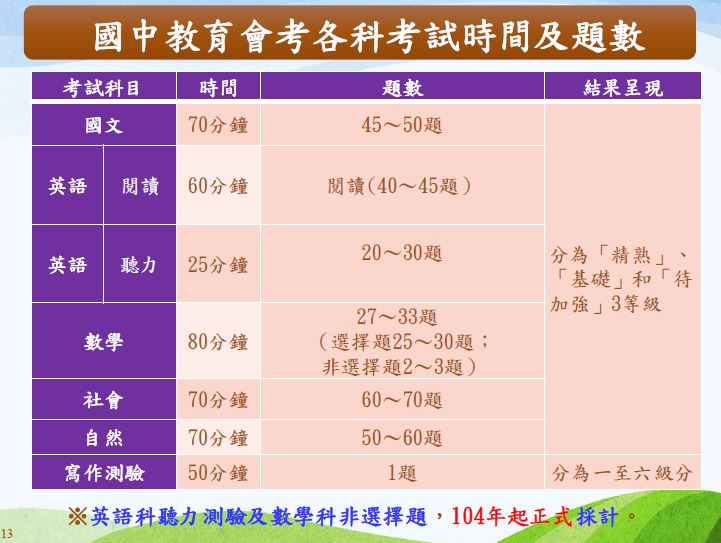 國中教育會考各科考試時間及題數
考試科目 時間 題數 結果呈現
國文 70分鐘 45～50題
英語 閱讀 60分鐘 閱讀(40～45題)
英語 聽力 25分鐘 20～30題
數學 80分鐘 27～33題
（選擇題25～30題；
非選擇題2～3題）
社會 70分鐘 60～70題
自然 70分鐘 50～60題
分為「精熟」、
「基礎」和「待
加強」3等級
寫作測驗 50分鐘 1題 分為一至六級分
※英語科聽力測驗及數學科非選擇題，104年起正式採計。
13